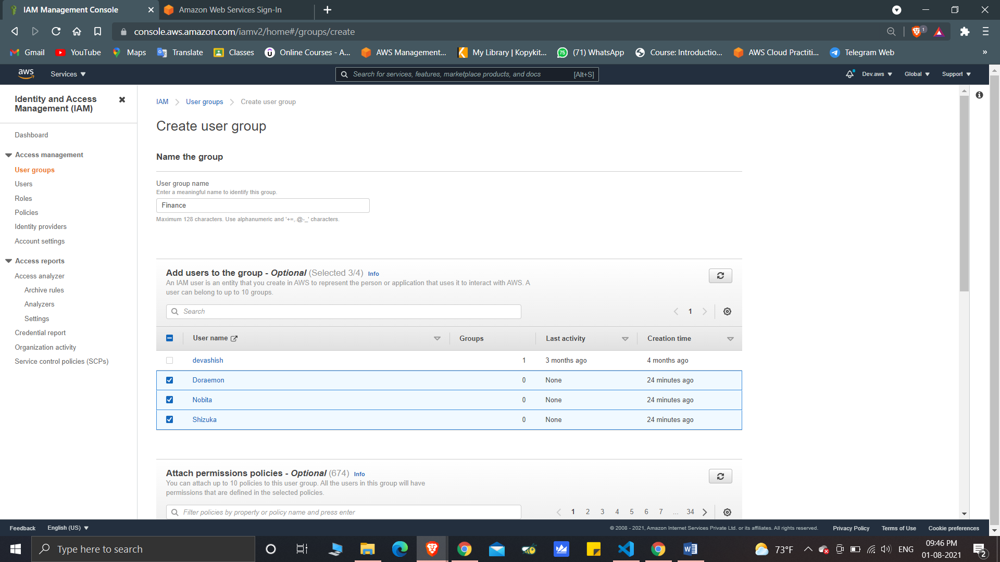 IAM Management Console
Amazon Web Services Sign-In
console.aws.amazon.com/iamv2/home#/groups/create
1
Gmail
YouTube
Maps
Translate
Classes
Online Courses - A...
AWS Management...
My Library | Kopykit...
75
(71) WhatsApp
Course: Introductio...
AWS Cloud Practiti...
Telegram Web
»
aws
Services
Search for services, features, marketplace products, and docs
[Alt+S]
Dev.aws
Global
Support
Identity and Access Management (IAM)
Dashboard
Access management
User groups
Users
Roles
Policies
Identity providers
Account settings
Access reports
Access analyzer
Archive rules
Analyzers
Settings
Credential report
Organization activity
Service control policies (SCPs)
IAM
User groups
Create user group
Create user group
Name the group
User group name
Enter a meaningful name to identify this group.
Finance
Maximum 128 characters. Use alphanumeric and '+=,.@-_' characters.
Add users to the group - Optional (Selected 3/4) Info
An IAM user is an entity that you create in AWS to represent the person or application that uses it to interact with AWS. A
user can belong to up to 10 groups.
Search
1
User name Groups Last activity Creation time
devashish 1 3 months ago 4 months ago
Doraemon 0 None 24 minutes ago
Nobita 0 None 24 minutes ago
Shizuka 0 None 24 minutes ago
Attach permissions policies - Optional (674) Info
You can attach up to 10 policies to this user group. All the users in this group will have
permissions that are defined in the selected policies.
Filter policies by property or policy name and press enter
1 2 3 4 5 6 7 ... 34
Feedback
English (US)
© 2008 - 2021, Amazon Internet Services Private Ltd. or its affiliates. All rights reserved.
Privacy Policy
Terms of Use
Cookie preferences
Type here to search
73°F
ENG
09:46 PM
01-08-2021
2